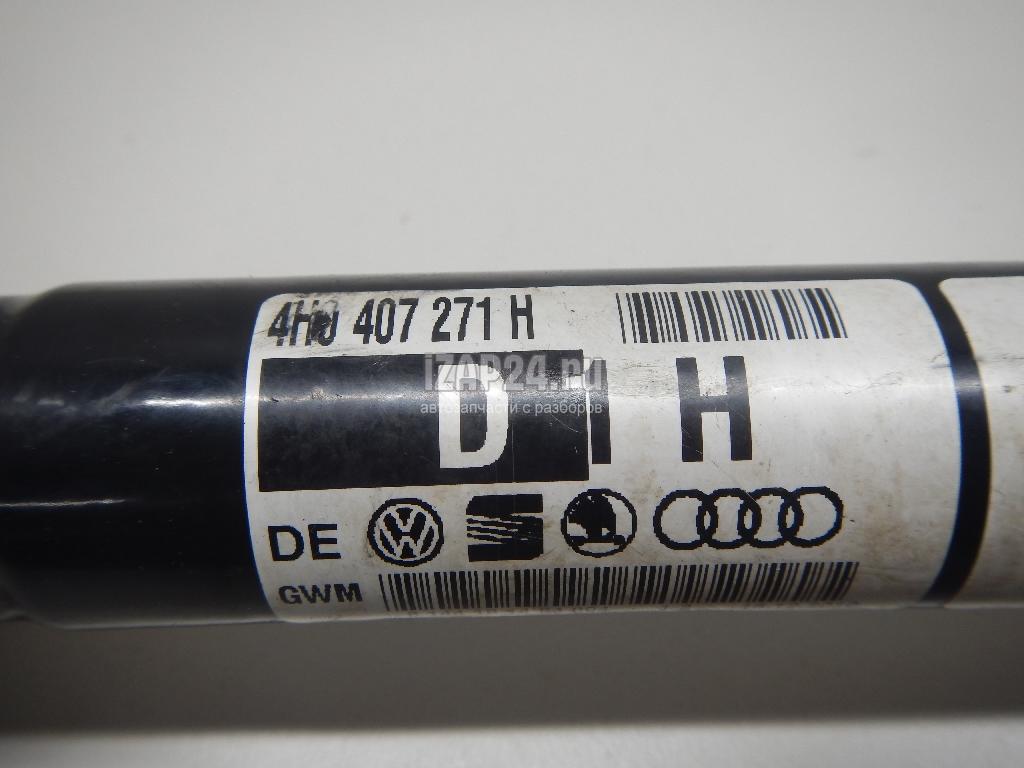 4H0 407 271 H
iZAP24.ru
D H
автозапчасти с разборов
DE
GWM